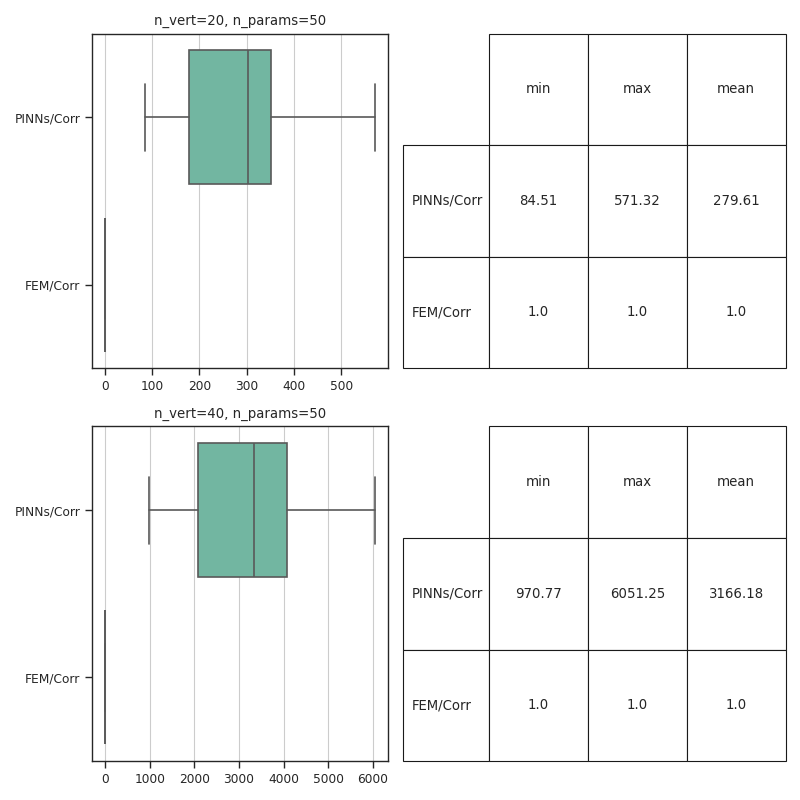 n_vert=20, n_params=50
PINNs/Corr
FEM/Corr
0 100 200 300 400 500
min max mean
PINNs/Corr 84.51 571.32 279.61
FEM/Corr 1.0 1.0 1.0
n_vert=40, n_params=50
PINNs/Corr
FEM/Corr
0 1000 2000 3000 4000 5000 6000
min max mean
PINNs/Corr 970.77 6051.25 3166.18
FEM/Corr 1.0 1.0 1.0